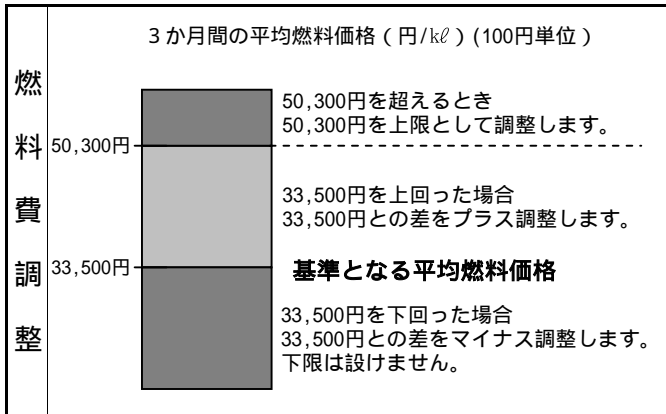 3か月間の平均燃料価格(円/kℓ)(100円単位)
燃料費調整
50,300円を超えるとき
50,300円を上限として調整します。
50,300円
33,500円を上回った場合
33,500円との差をプラス調整します。
33,500円
基準となる平均燃料価格
33,500円を下回った場合
33,500円との差をマイナス調整します。
下限は設けません。